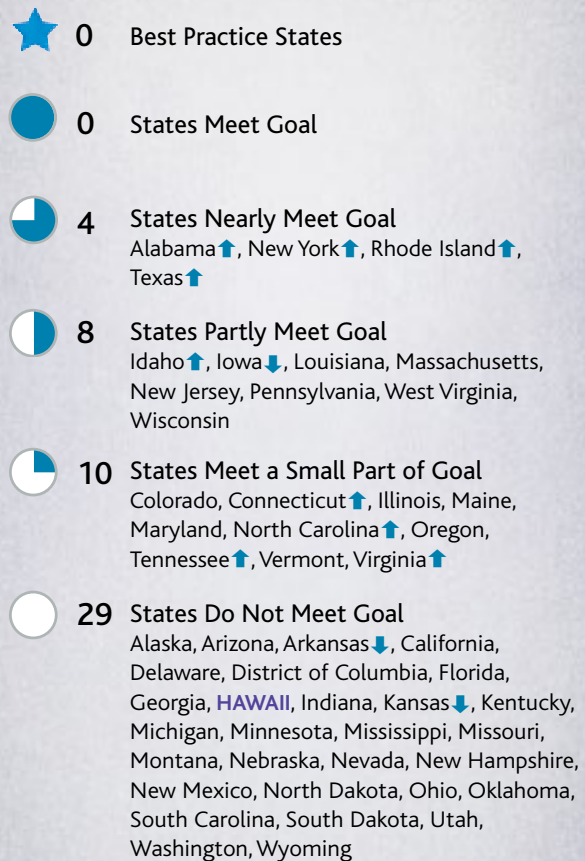 0 Best Practice States
0 States Meet Goal
4 States Nearly Meet Goal
Alabama⬆, New York⬆, Rhode Island⬆,
Texas⬆
8 States Partly Meet Goal
Idaho⬆, Iowa⬇, Louisiana, Massachusetts,
New Jersey, Pennsylvania, West Virginia,
Wisconsin
10 States Meet a Small Part of Goal
Colorado, Connecticut⬆, Illinois, Maine,
Maryland, North Carolina⬆, Oregon,
Tennessee⬆, Vermont, Virginia⬆
29 States Do Not Meet Goal
Alaska, Arizona, Arkansas⬇, California,
Delaware, District of Columbia, Florida,
Georgia, HAWAII, Indiana, Kansas⬇, Kentucky,
Michigan, Minnesota, Mississippi, Missouri,
Montana, Nebraska, Nevada, New Hampshire,
New Mexico, North Dakota, Ohio, Oklahoma,
South Carolina, South Dakota, Utah,
Washington, Wyoming